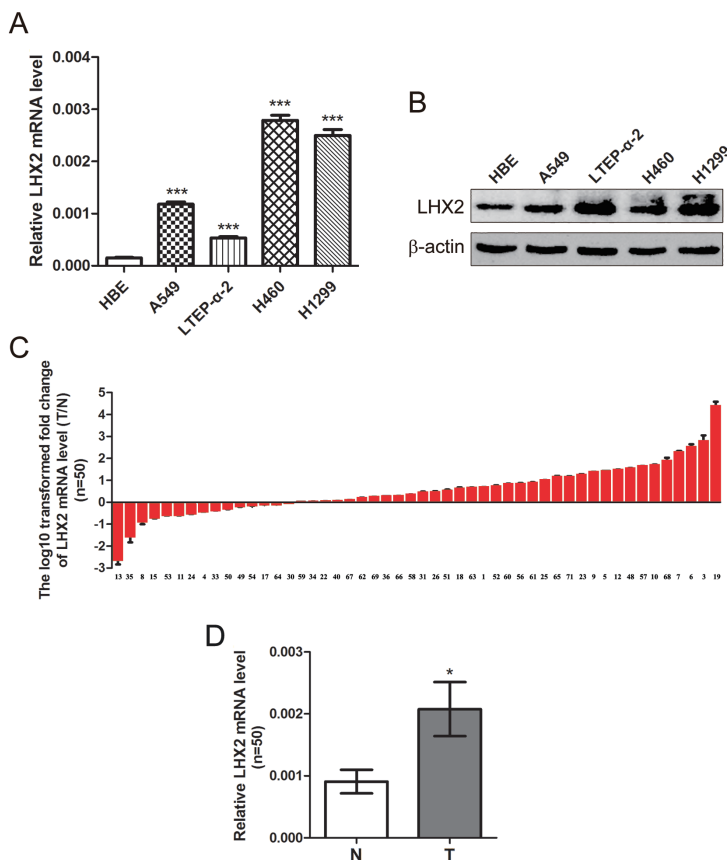 A
Relative LHX2 mRNA level
0.004
0.003
0.002
0.001
0.000
***
***
***
***
HBE
A549
LTEP-α-2
H460
H1299
B
HBE
A549
LTEP-α-2
H460
H1299
LHX2
β-actin
C
The log10 transformed fold change
of LHX2 mRNA level (T/N)
(n=50)
5
4
3
2
1
0
-1
-2
-3
13 35 8 15 53 11 24 4 33 50 49 54 17 64 30 59 34 22 40 67 62 69 36 66 58 31 26 51 18 63 1 52 60 56 61 25 65 71 23 9 5 12 48 57 10 68 7 6 3 19
D
Relative LHX2 mRNA level
(n=50)
0.003
0.002
0.001
0.000
*
N
T